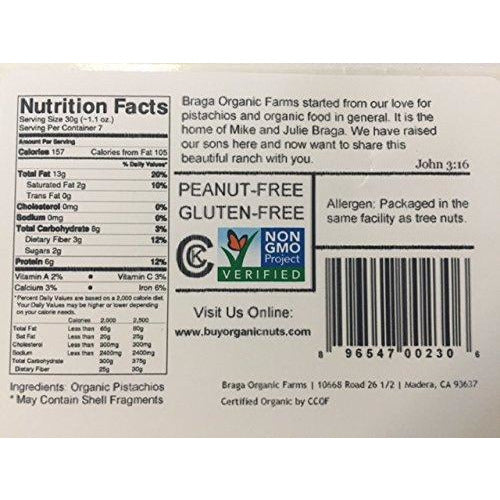 Nutrition Facts
Serving Size 30g (~1.1 oz.)
Serving Per Container 7
Amount Per Serving
Calories 157 Calories from Fat 105
% Daily Values*
Total Fat 13g 20%
Saturated Fat 2g 10%
Trans Fat 0g
Cholesterol 0mg 0%
Sodium 0mg 0%
Total Carbohydrate 8g 3%
Dietary Fiber 3g 12%
Sugars 2g
Protein 6g 12%
Vitamin A 2% • Vitamin C 3%
Calcium 3% • Iron 6%
*Percent Daily Values are based on a 2,000 calorie diet.
Your Daily Values may be higher or lower depending
on your calorie needs.
Calories 2,000 2,500
Total Fat Less than 65g 80g
Sat Fat Less than 20g 25g
Cholesterol Less than 300mg 300mg
Sodium Less than 2400mg 2400mg
Total Carbohydrate 300g 375g
Dietary Fiber 25g 30g
Ingredients: Organic Pistachios
* May Contain Shell Fragments
Braga Organic Farms started from our love for
pistachios and organic food in general. It is the
home of Mike and Julie Braga. We have raised
our sons here and now want to share this
beautiful ranch with you.
John 3:16
PEANUT-FREE
GLUTEN-FREE
K
NON
GMO
Project
VERIFIED
Allergen: Packaged in the
same facility as tree nuts.
Visit Us Online:
www.buyorganicnuts.com
8 96547 00230 6
Braga Organic Farms | 10668 Road 26 1/2 | Madera, CA 93637
Certified Organic by CCOF